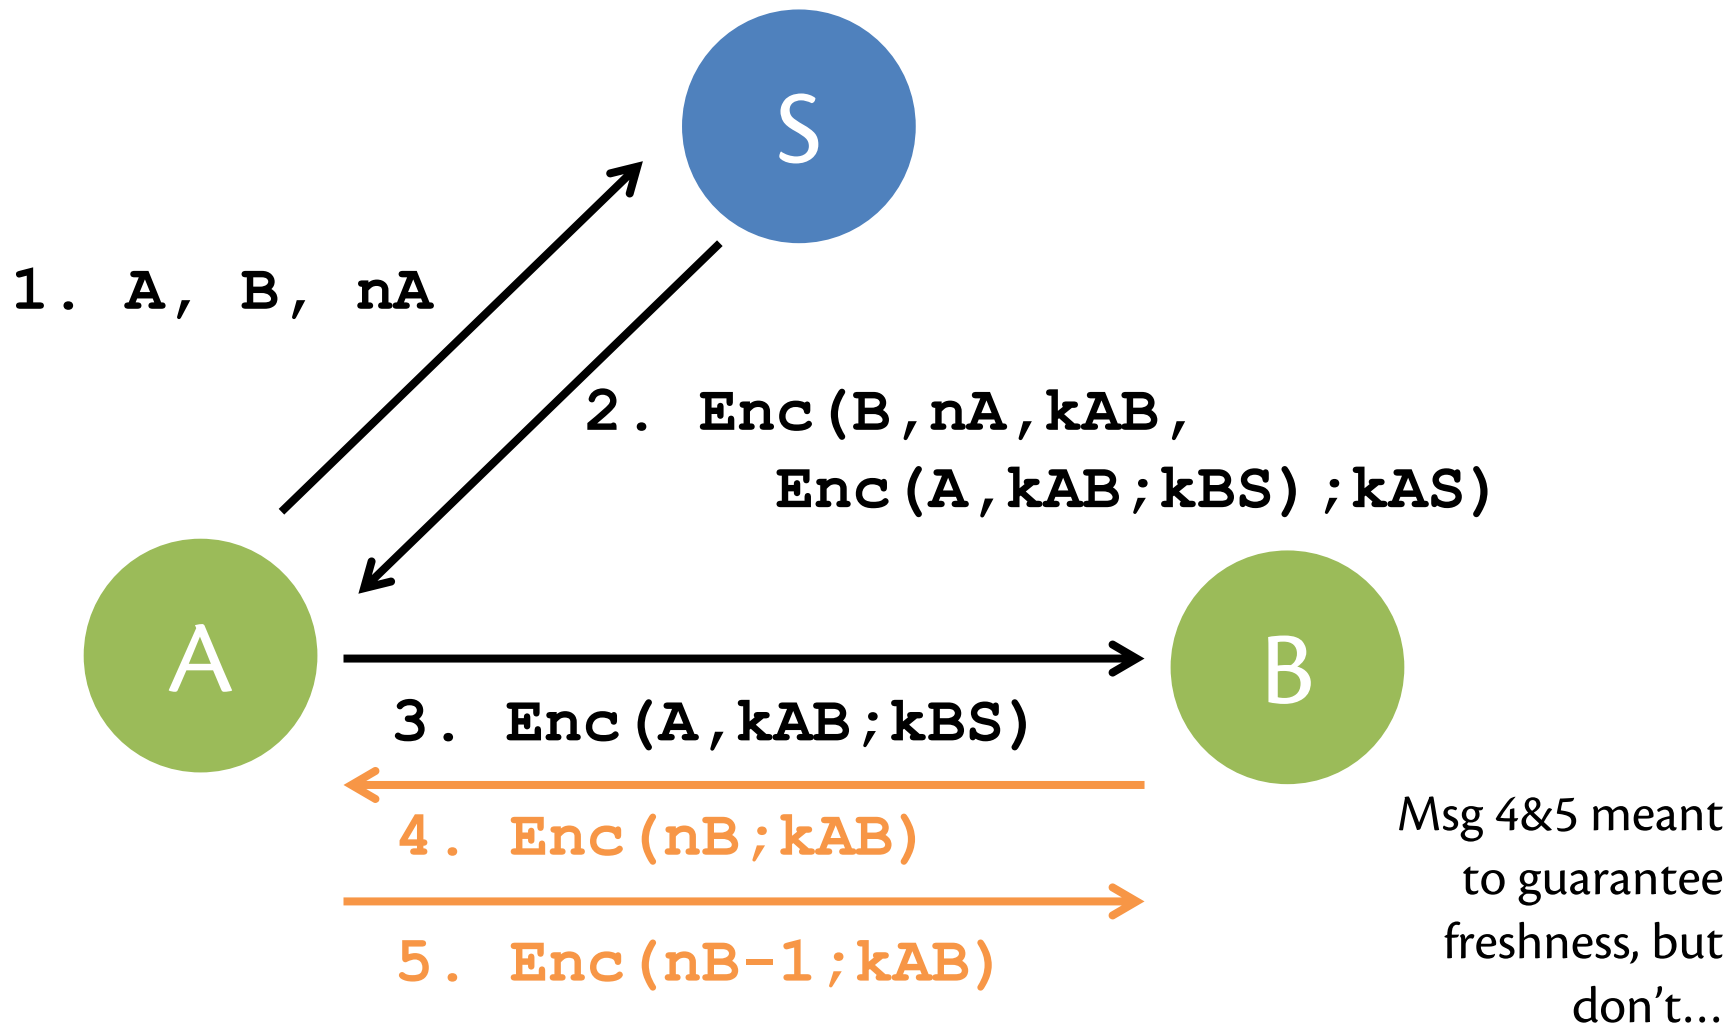 S
1. A, B, nA
2. Enc(B,nA,kAB,
Enc(A,kAB;kBS);kAS)
A
B
3. Enc(A,kAB;kBS)
4. Enc(nB;kAB)
5. Enc(nB-1;kAB)
Msg 4&5 meant
to guarantee
freshness, but
don’t…